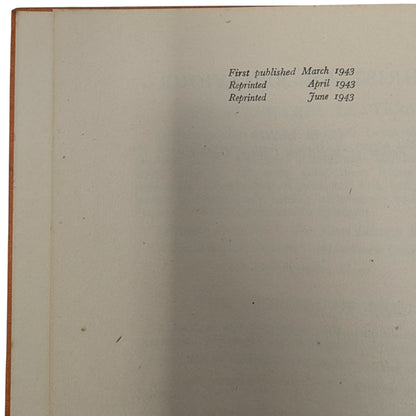 First published March 1943
Reprinted April 1943
Reprinted June 1943